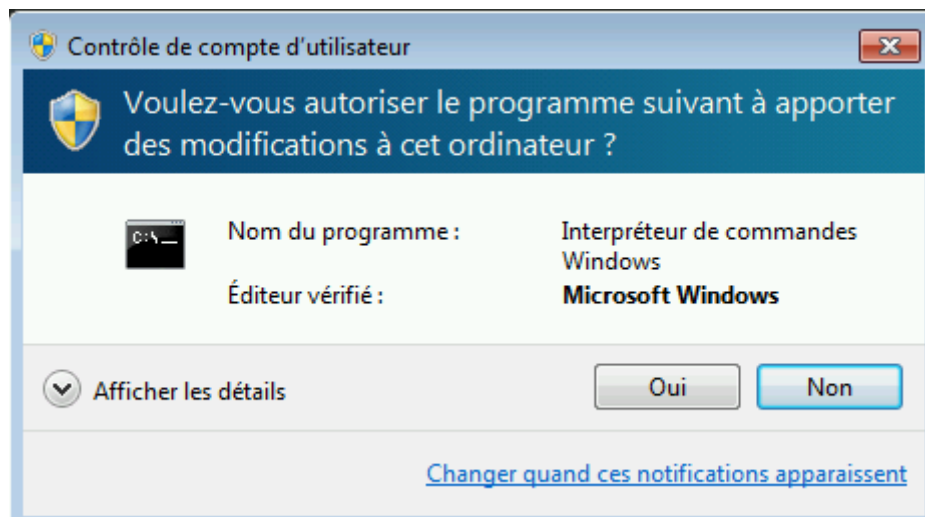 Contrôle de compte d'utilisateur
Voulez-vous autoriser le programme suivant à apporter
des modifications à cet ordinateur ?
C:\_
Nom du programme : Interpréteur de commandes
Windows
Éditeur vérifié : Microsoft Windows
Afficher les détails Oui Non
Changer quand ces notifications apparaissent